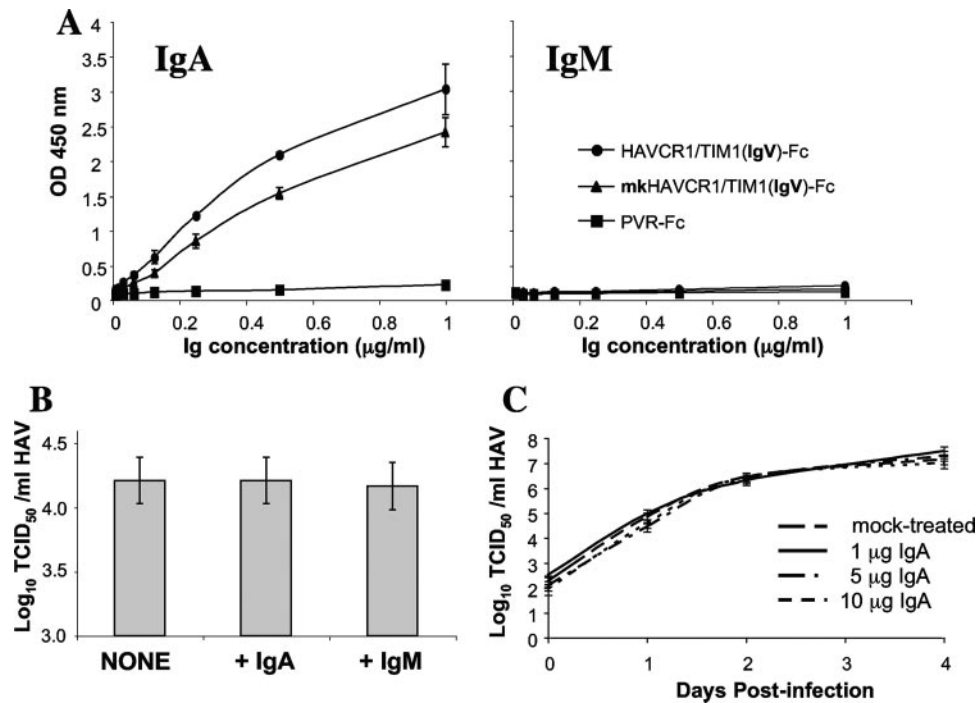 A
IgA
IgM
OD 450 nm
4
3.5
3
2.5
2
1.5
1
0.5
0
HAVCR1/TIM1(IgV)-Fc
mkHAVCR1/TIM1(IgV)-Fc
PVR-Fc
0 0.2 0.4 0.6 0.8 1
Ig concentration (μg/ml)
0 0.2 0.4 0.6 0.8 1
Ig concentration (μg/ml)
B
Log10 TCID50 /ml HAV
4.5
4.0
3.5
3.0
NONE + IgA + IgM
C
Log10 TCID50 /ml HAV
8
7
6
5
4
3
2
1
0
mock-treated
1 μg IgA
5 μg IgA
10 μg IgA
0 1 2 3 4
Days Post-infection